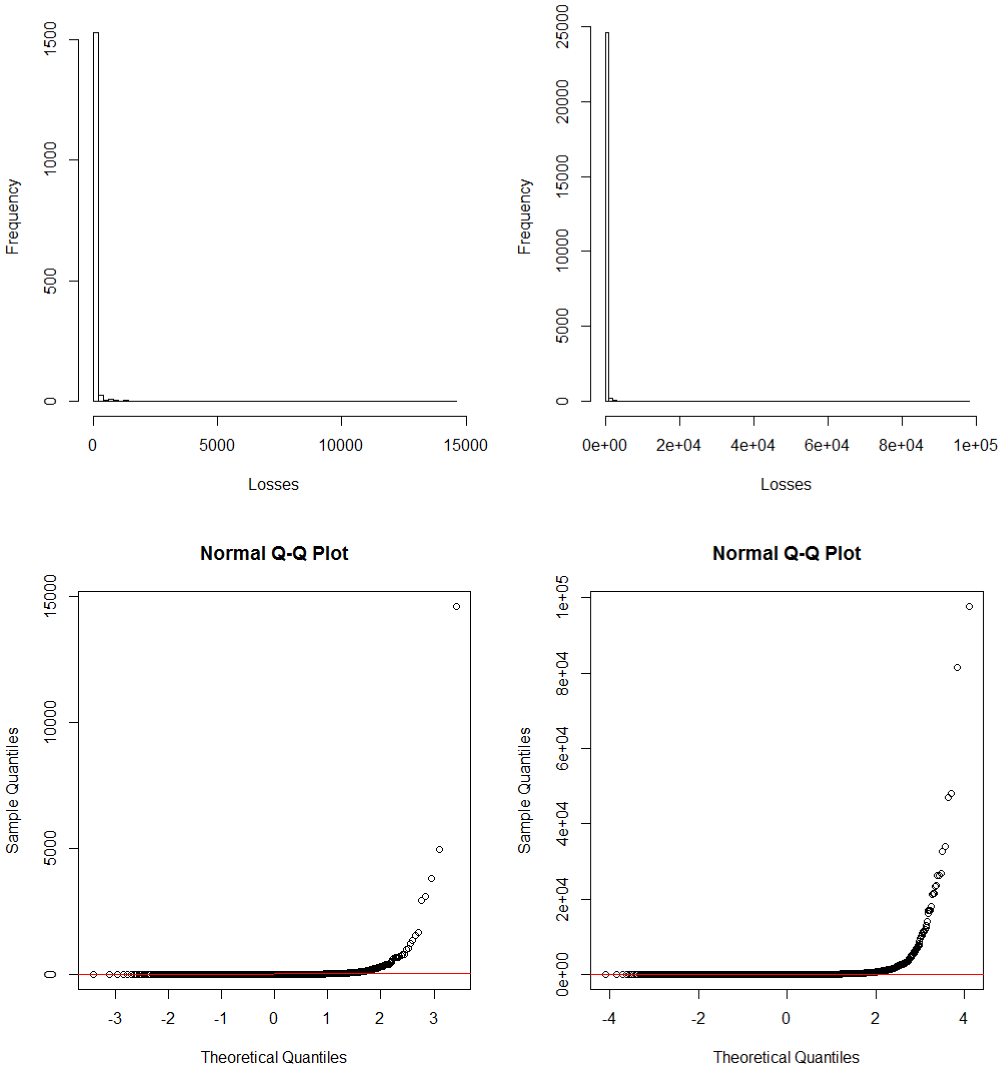 1500
1000
500
0
Frequency
0
5000
10000
15000
Losses
25000
20000
15000
10000
5000
0
Frequency
0e+00
2e+04
4e+04
6e+04
8e+04
1e+05
Losses
Normal Q-Q Plot
15000
10000
5000
0
Sample Quantiles
-3
-2
-1
0
1
2
3
Theoretical Quantiles
Normal Q-Q Plot
1e+05
8e+04
6e+04
4e+04
2e+04
0e+00
Sample Quantiles
-4
-2
0
2
4
Theoretical Quantiles